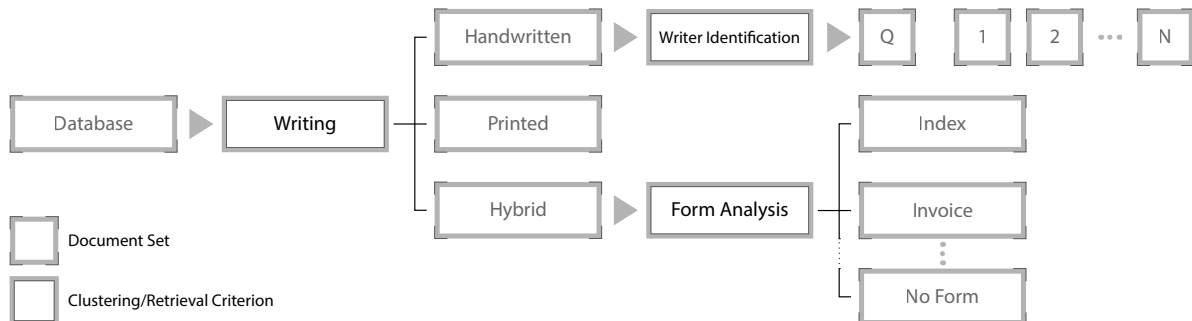 Handwritten
Writer Identification
Q
1
2
N
Database
Writing
Printed
Index
Hybrid
Form Analysis
Invoice
Document Set
No Form
Clustering/Retrieval Criterion